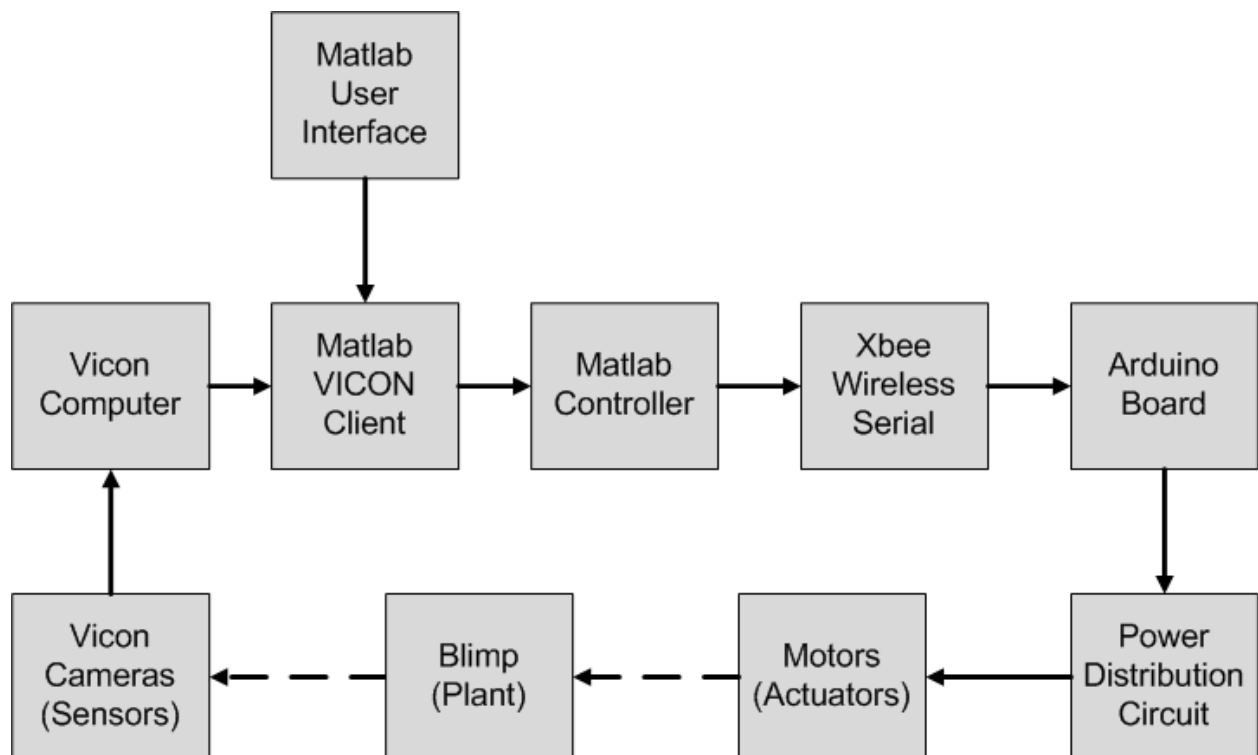 Matlab
User
Interface
Vicon
Computer
Matlab
VICON
Client
Matlab
Controller
Xbee
Wireless
Serial
Arduino
Board
Vicon
Cameras
(Sensors)
Blimp
(Plant)
Motors
(Actuators)
Power
Distribution
Circuit